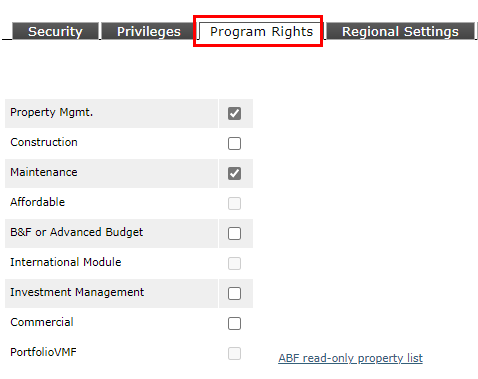 Security Privileges Program Rights Regional Settings
Property Mgmt.
Construction
Maintenance
Affordable
B&F or Advanced Budget
International Module
Investment Management
Commercial
PortfolioVMF ABF read-only property list